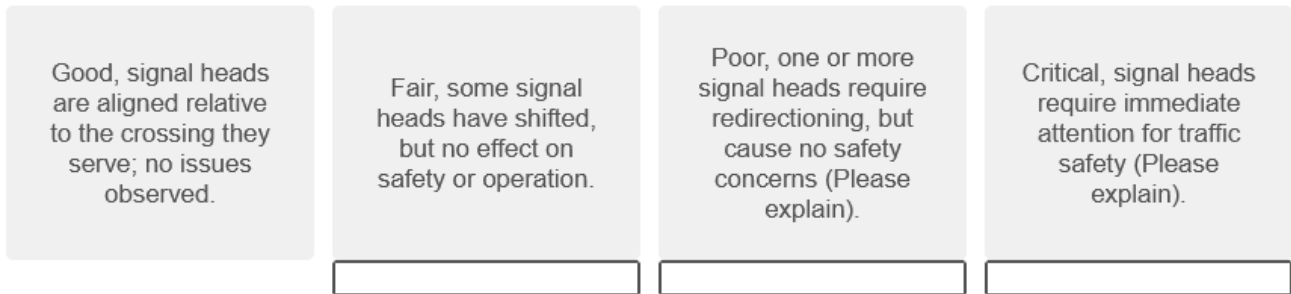 Good, signal heads
are aligned relative
to the crossing they
serve; no issues
observed.
Fair, some signal
heads have shifted,
but no effect on
safety or operation.
Poor, one or more
signal heads require
redirectioning, but
cause no safety
concerns (Please
explain).
Critical, signal heads
require immediate
attention for traffic
safety (Please
explain).